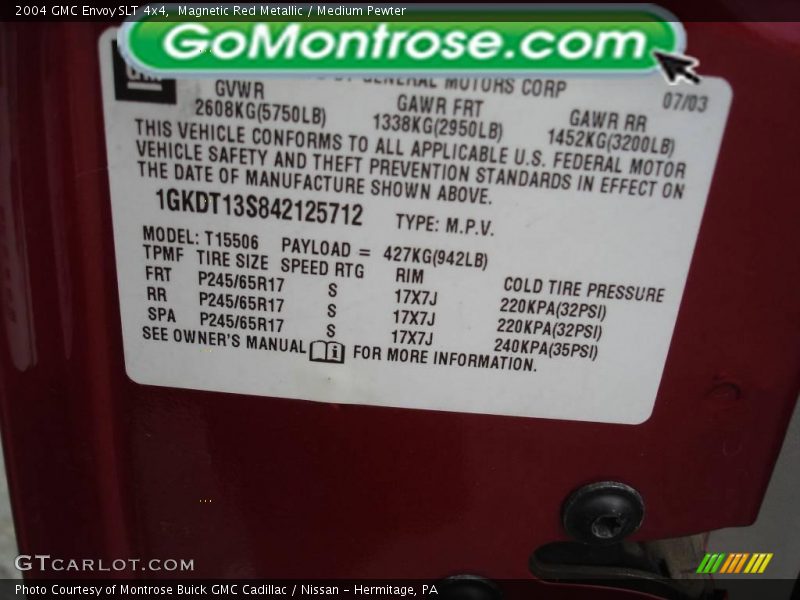 2004 GMC Envoy SLT 4x4, Magnetic Red Metallic / Medium Pewter
GoMontrose.com
GM
BY GENERAL MOTORS CORP
07/03
GVWR GAWR FRT GAWR RR
2608KG(5750LB) 1338KG(2950LB) 1452KG(3200LB)
THIS VEHICLE CONFORMS TO ALL APPLICABLE U.S. FEDERAL MOTOR
VEHICLE SAFETY AND THEFT PREVENTION STANDARDS IN EFFECT ON
THE DATE OF MANUFACTURE SHOWN ABOVE.
1GKDT13S842125712 TYPE: M.P.V.
MODEL: T15506 PAYLOAD = 427KG(942LB)
TPMF TIRE SIZE SPEED RTG RIM COLD TIRE PRESSURE
FRT P245/65R17 S 17X7J 220KPA(32PSI)
RR P245/65R17 S 17X7J 220KPA(32PSI)
SPA P245/65R17 S 17X7J 240KPA(35PSI)
SEE OWNER'S MANUAL FOR MORE INFORMATION.
GTCARLOT.COM
Photo Courtesy of Montrose Buick GMC Cadillac / Nissan - Hermitage, PA